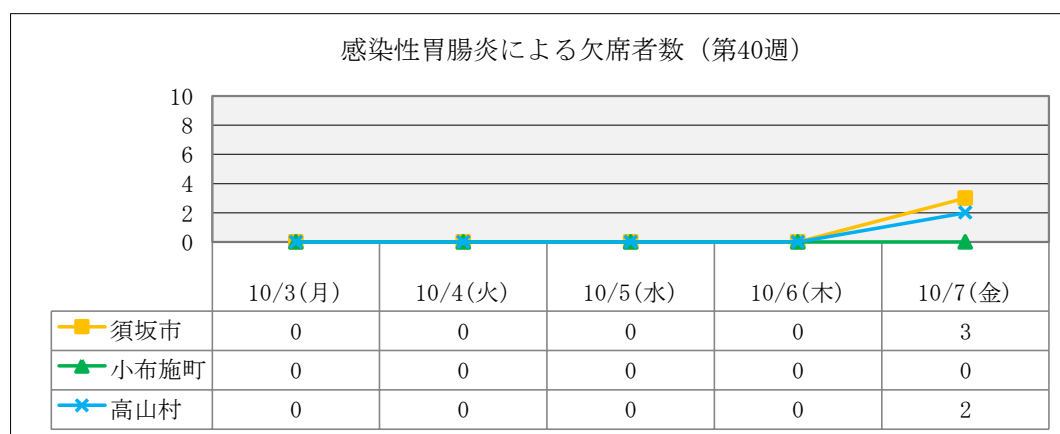 感染性胃腸炎による欠席者数（第40週）
10
8
6
4
2
0
10/3(月) 10/4(火) 10/5(水) 10/6(木) 10/7(金)
須坂市 0 0 0 0 3
小布施町 0 0 0 0 0
高山村 0 0 0 0 2